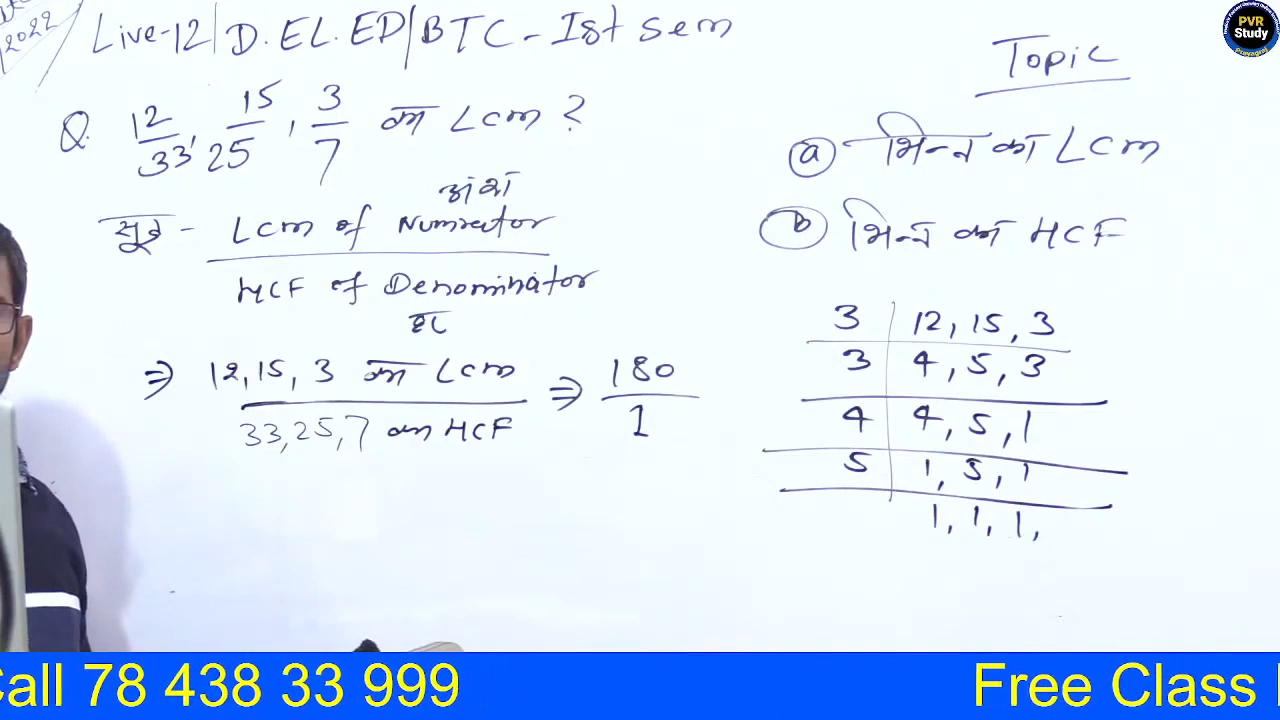 2022
Live-12| D.EL.ED/BTC - Ist Sem
Q. 12/33, 15/25, 3/7 का Lcm ?
अंश
सूत्र - Lcm of Numrator
HCF of Denominator
हर
⇒ 12, 15, 3 का Lcm ⇒ 180
33, 25, 7 का HCF 1
Topic
ⓐ भिन्न का Lcm
ⓑ भिन्न का HCF
3 | 12, 15, 3
3 | 4, 5, 3
4 | 4, 5, 1
5 | 1, 5, 1
1, 1, 1,
PVR
Study
Prayagraj
Call 78 438 33 999
Free Class